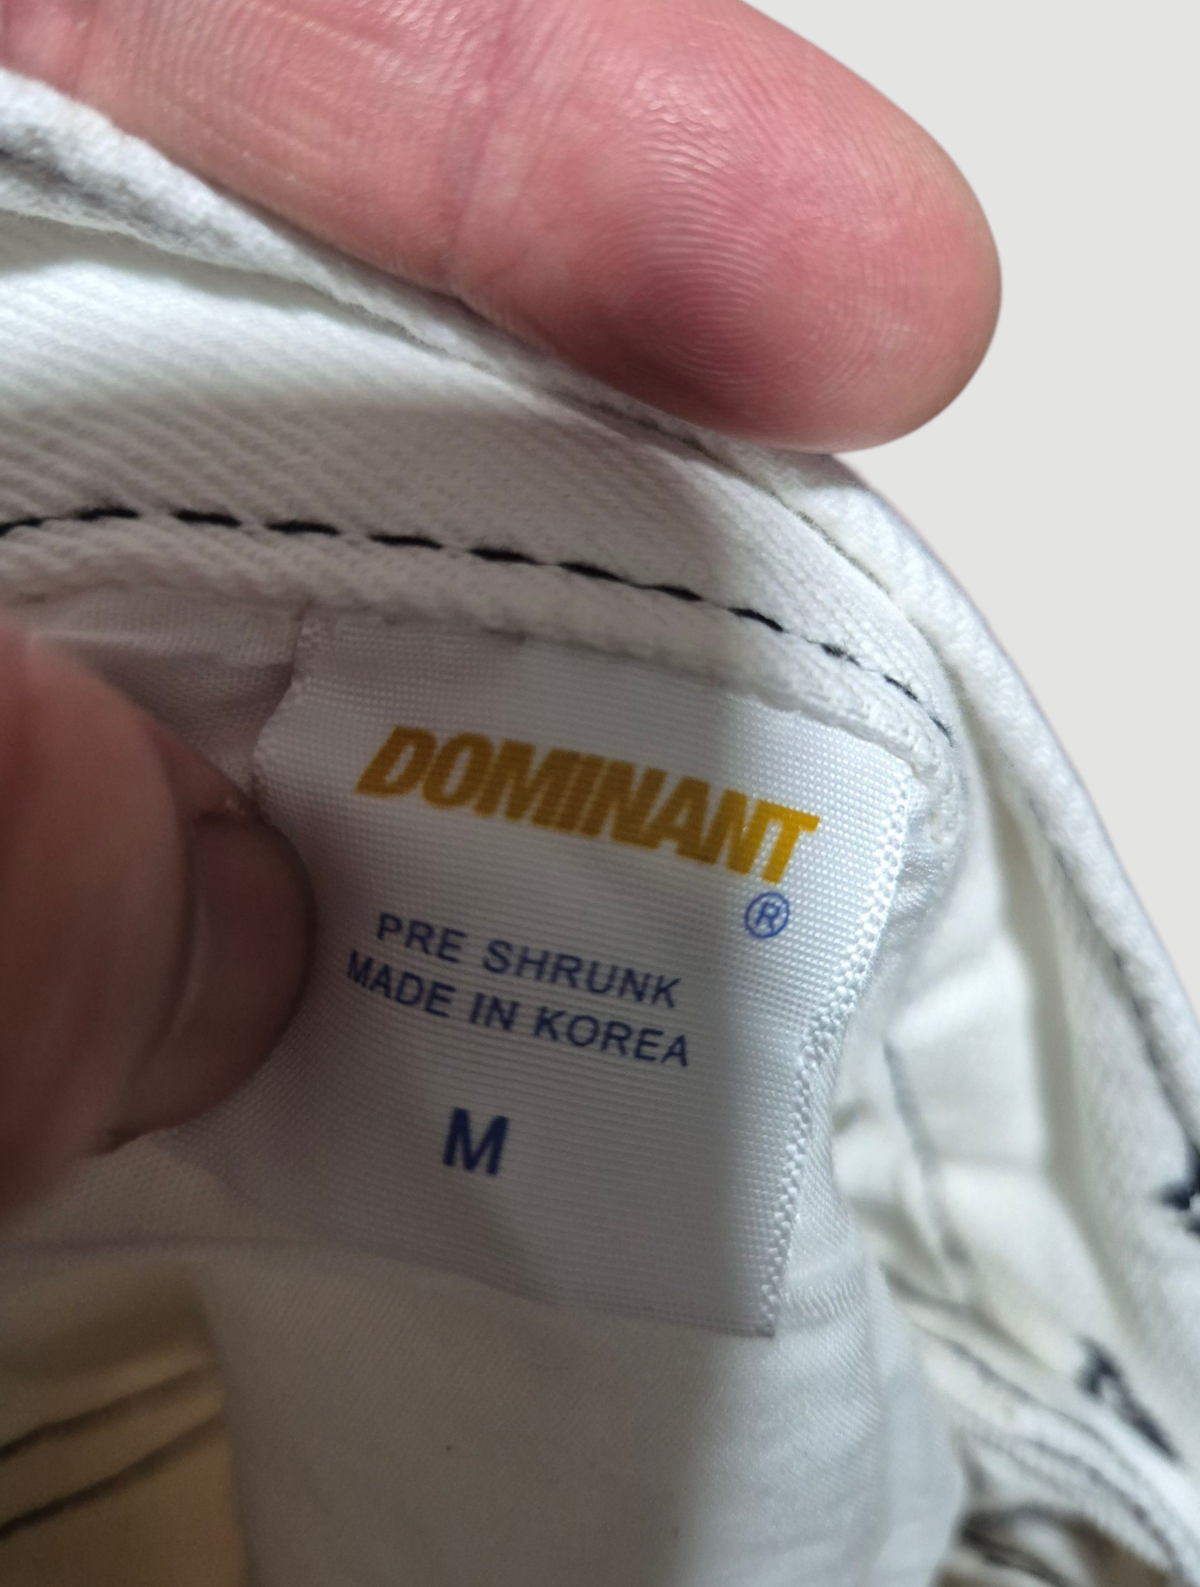 DOMINANT
®
PRE SHRUNK
MADE IN KOREA
M